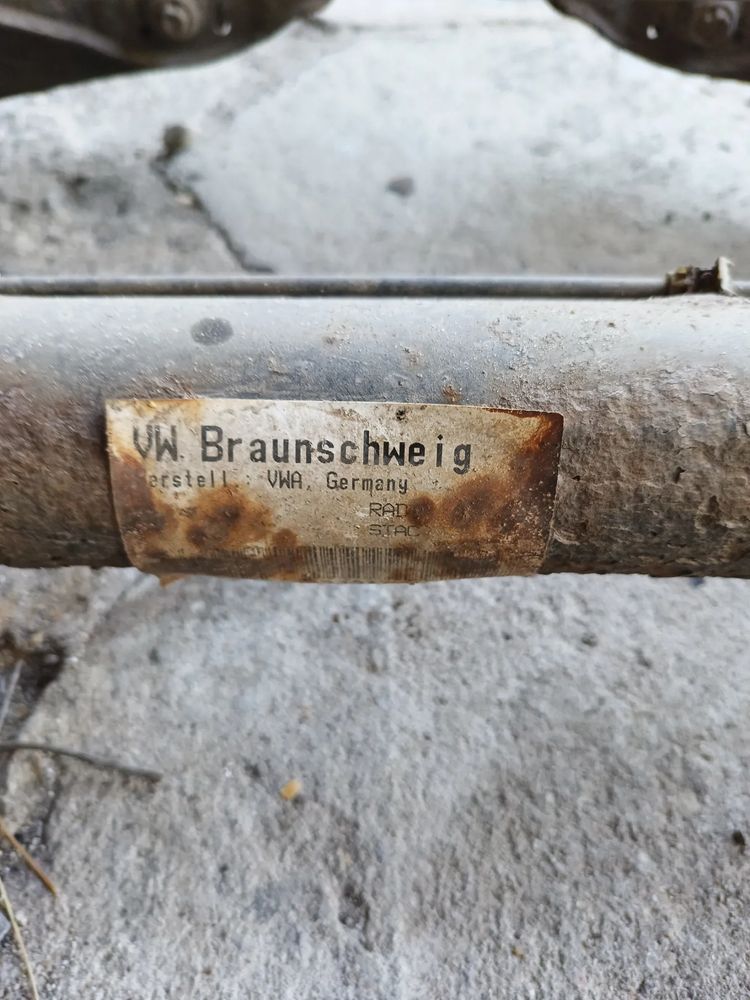 VW Braunschweig
erstell.: VWA, Germany
RAD
STAC